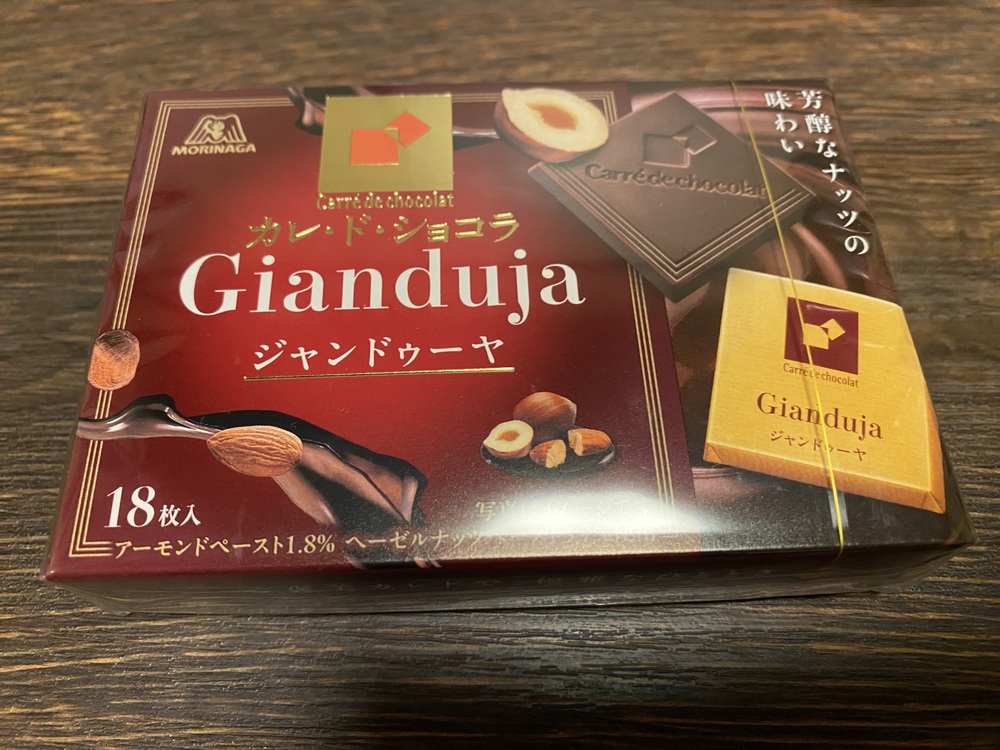 MORINAGA
Carré de chocolat
カレ・ド・ショコラ
Gianduja
ジャンドゥーヤ
18枚入
アーモンドペースト1.8% ヘーゼルナッツ
芳醇なナッツの
味わい
Carré de chocolat
Carré de chocolat
Gianduja
ジャンドゥーヤ